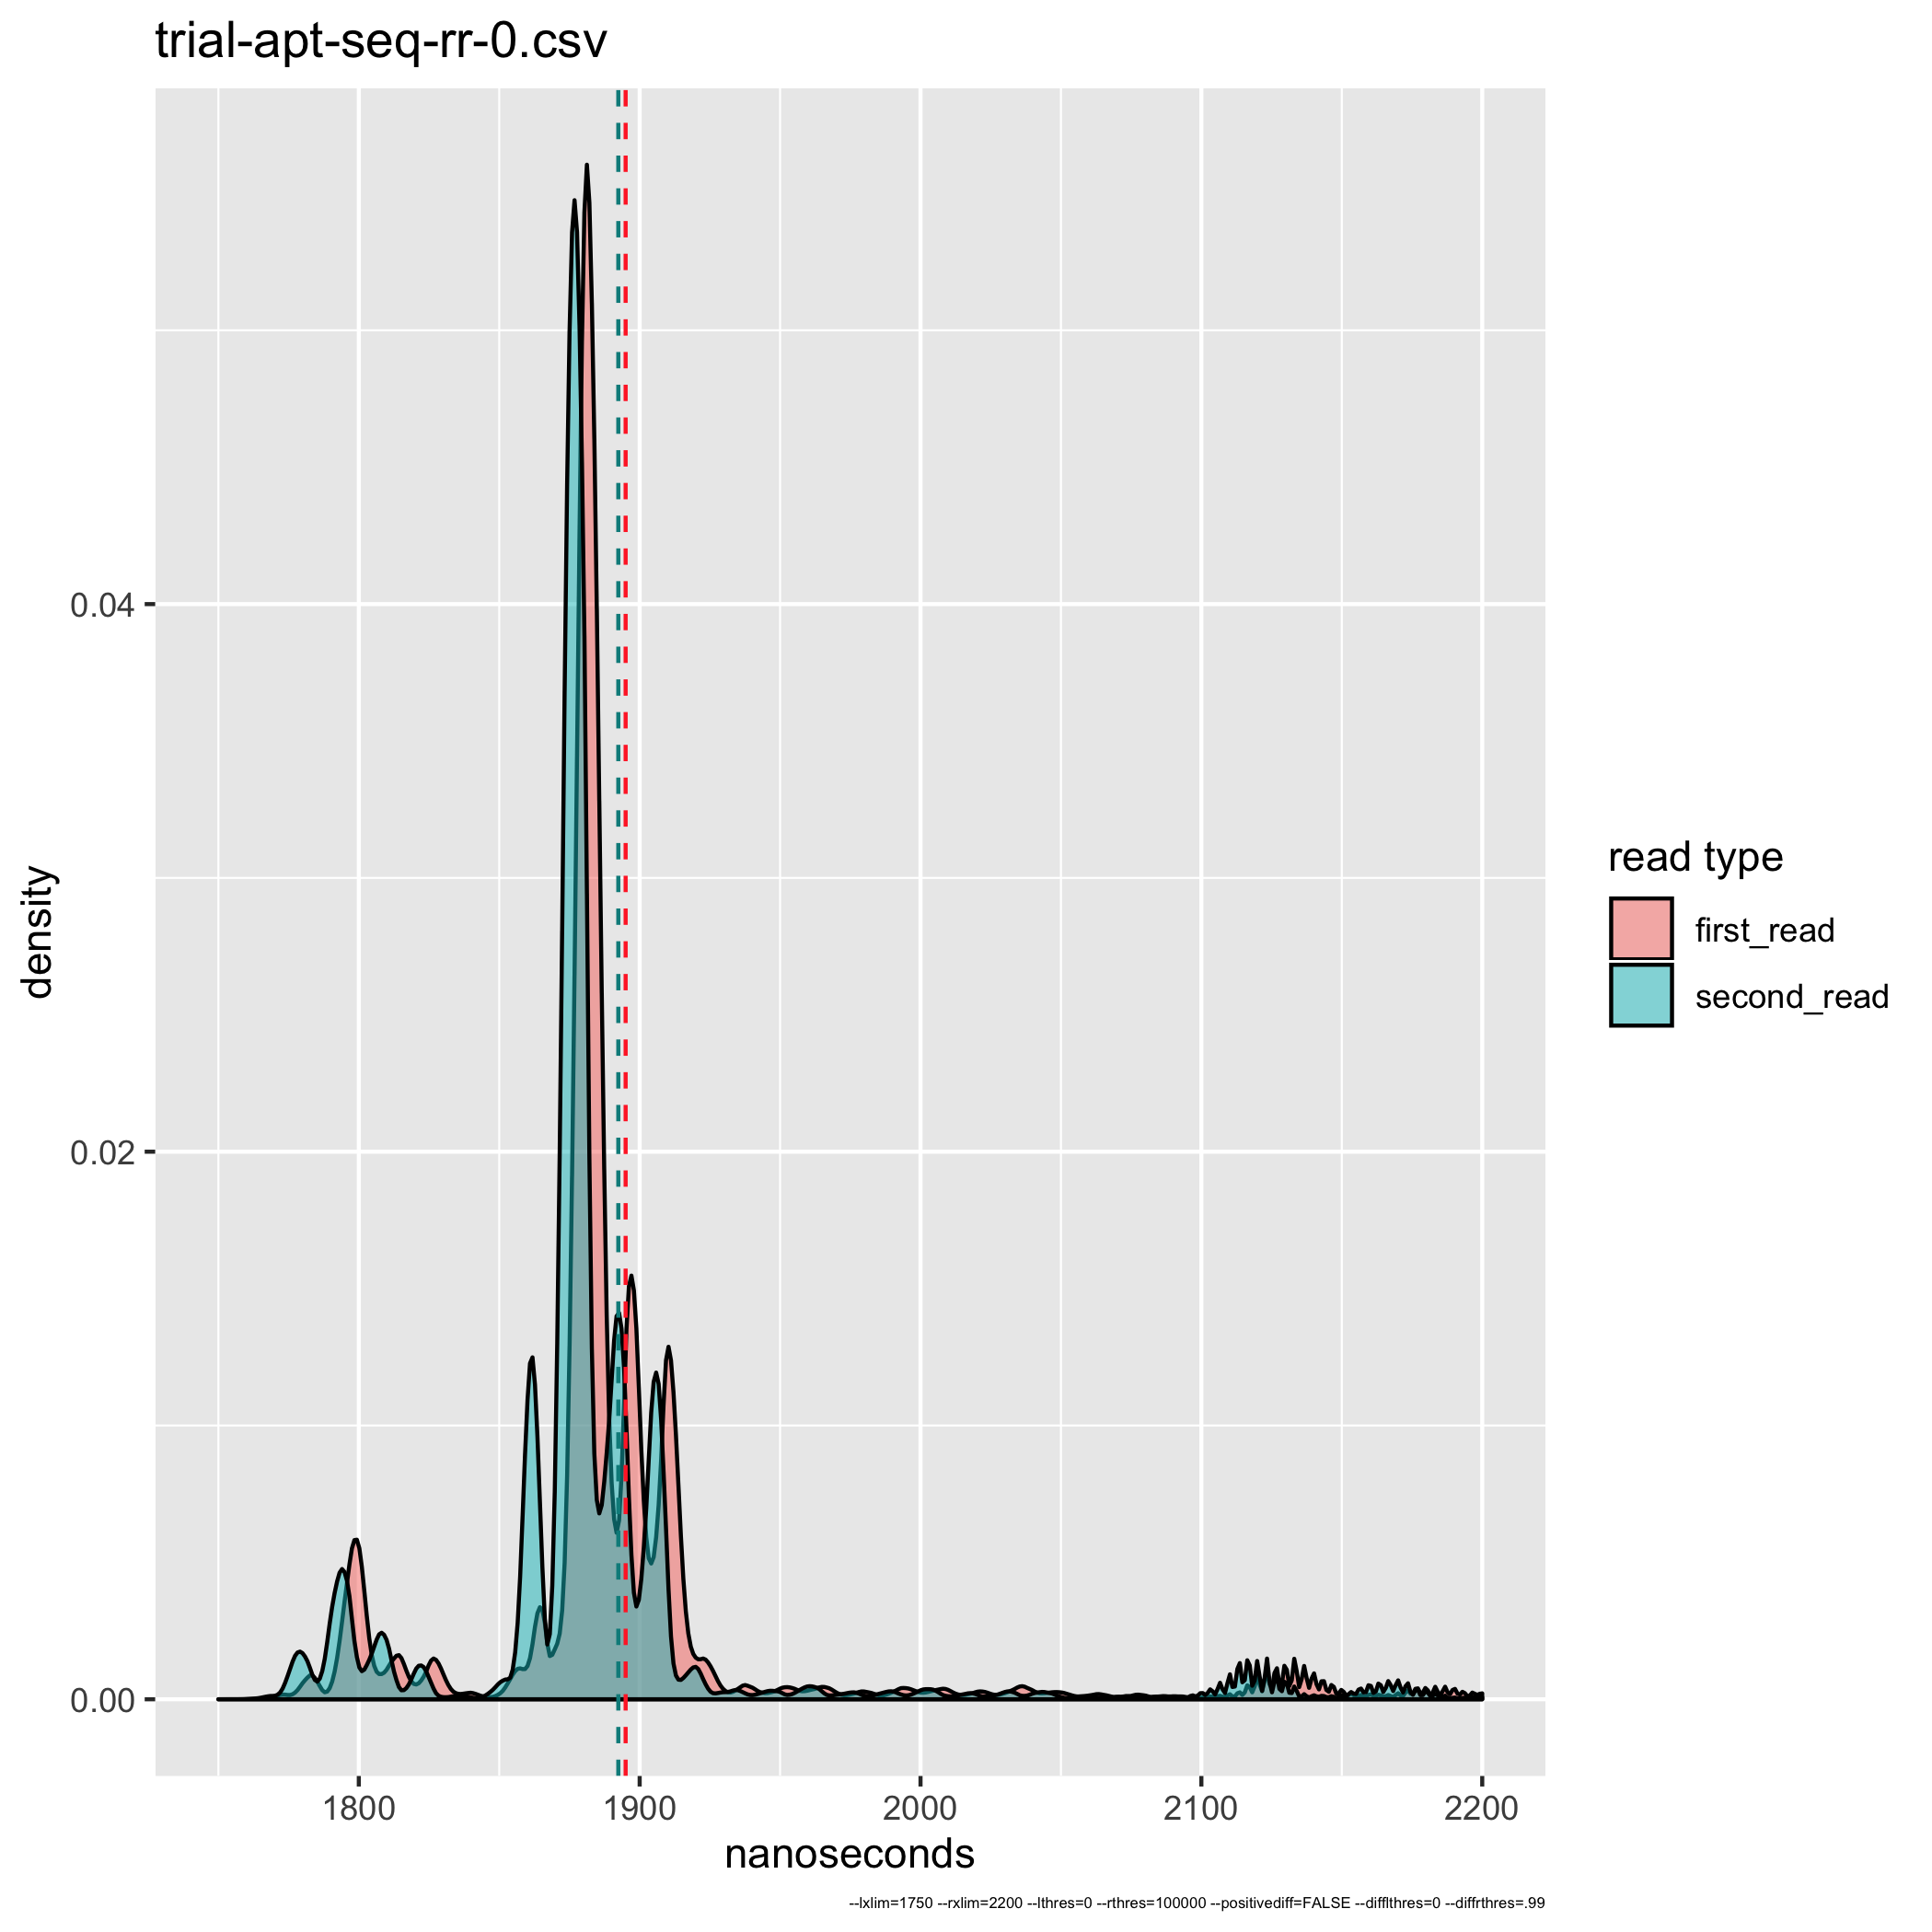 trial-apt-seq-rr-0.csv
density
0.04
0.02
0.00
1800 1900 2000 2100 2200
nanoseconds
read type
first_read
second_read
--lxlim=1750 --rxlim=2200 --lthres=0 --rthres=100000 --positivediff=FALSE --difflthres=0 --diffrthres=.99